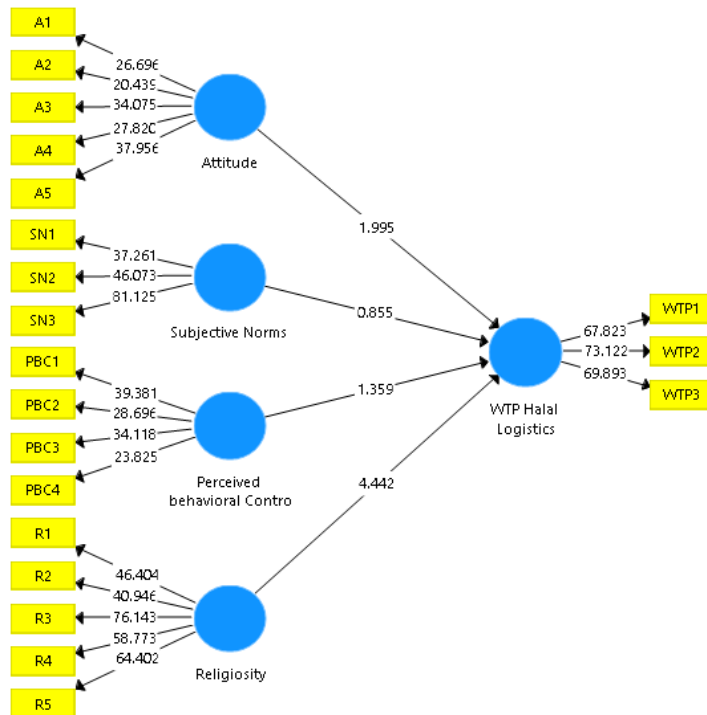 A1
A2
A3
A4
A5
26.696
20.439
34.075
27.820
37.956
Attitude
1.995
SN1
SN2
SN3
37.261
46.073
81.125
Subjective Norms
0.855
PBC1
PBC2
PBC3
PBC4
39.381
28.696
34.118
23.825
Perceived
behavioral Contro
1.359
R1
R2
R3
R4
R5
46.404
40.946
76.143
58.773
64.402
Religiosity
4.442
WTP Halal
Logistics
67.823
73.122
69.893
WTP1
WTP2
WTP3